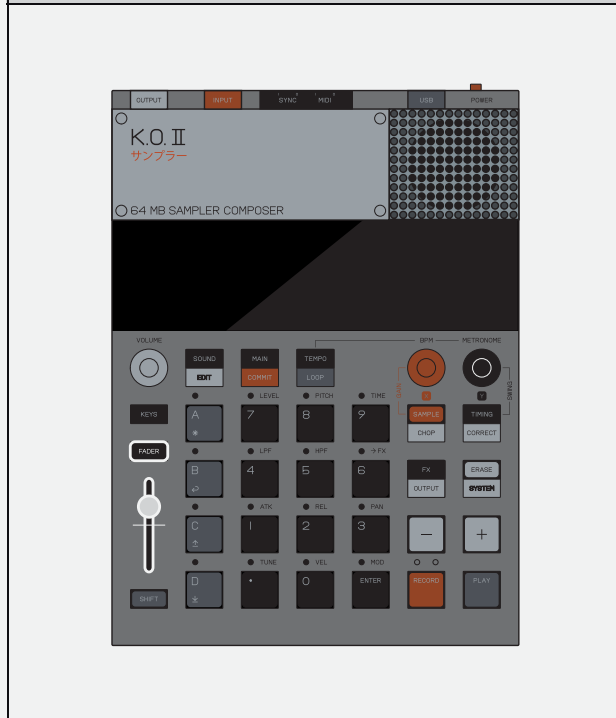 OUTPUT INPUT SYNC MIDI USB POWER
K.O. II
サンプラー
64 MB SAMPLER COMPOSER
VOLUME BPM METRONOME
SOUND MAIN TEMPO
EDIT COMMIT LOOP
GAIN SWING
X Y
LEVEL PITCH TIME
KEYS A 7 8 9 SAMPLE TIMING
CHOP CORRECT
LPF HPF → FX
FADER B 4 5 6 FX ERASE
OUTPUT SYSTEM
ATK REL PAN
C 1 2 3 − +
TUNE VEL MOD
SHIFT D . 0 ENTER RECORD PLAY